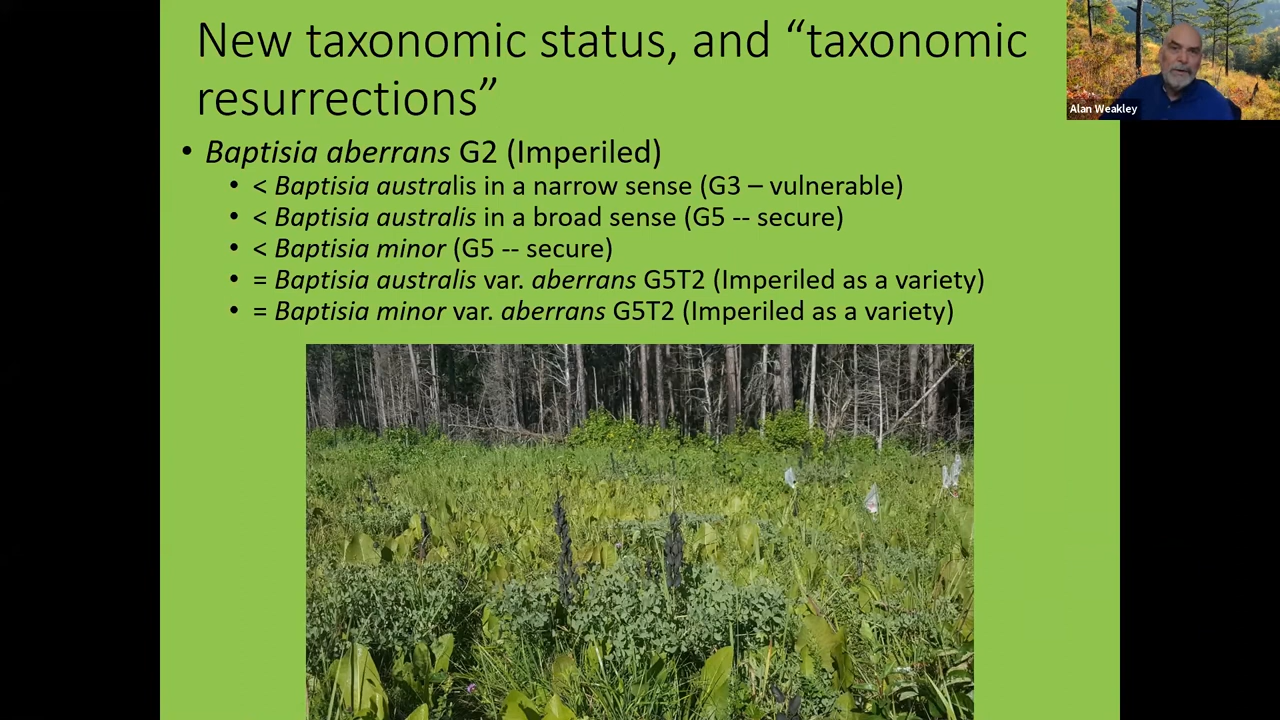 New taxonomic status, and “taxonomic
resurrections”
Alan Weakley
• Baptisia aberrans G2 (Imperiled)
• < Baptisia australis in a narrow sense (G3 – vulnerable)
• < Baptisia australis in a broad sense (G5 -- secure)
• < Baptisia minor (G5 -- secure)
• = Baptisia australis var. aberrans G5T2 (Imperiled as a variety)
• = Baptisia minor var. aberrans G5T2 (Imperiled as a variety)